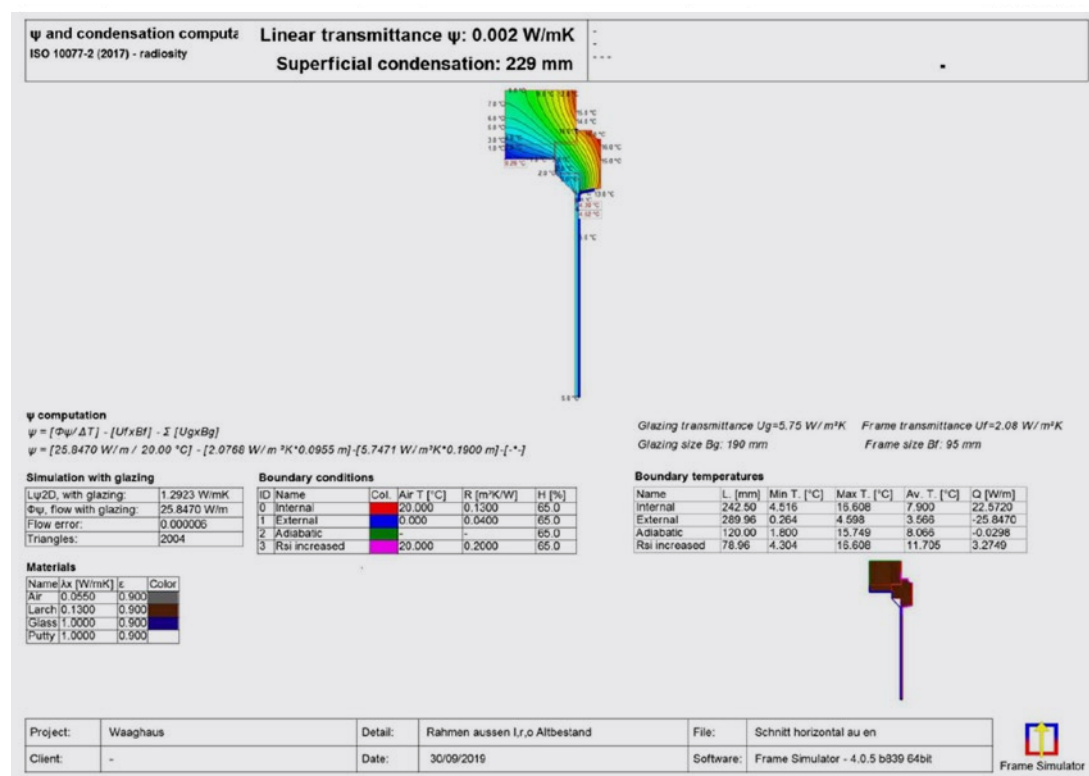 ψ and condensation computa
ISO 10077-2 (2017) - radiosity
Linear transmittance ψ: 0.002 W/mK
Superficial condensation: 229 mm
ψ computation
ψ = [Φψ/ΔT] - [UfxBf] - Σ [UgxBg]
ψ = [25.8470 W/m / 20.00 °C] - [2.0768 W/m²K*0.0955 m]-[5.7471 W/m²K*0.1900 m]-[-*-]
Glazing transmittance Ug=5.75 W/m²K Frame transmittance Uf=2.08 W/m²K
Glazing size Bg: 190 mm Frame size Bf: 95 mm
Simulation with glazing
Lψ2D, with glazing: 1.2923 W/mK
Φψ, flow with glazing: 25.8470 W/m
Flow error: 0.000006
Triangles: 2004
Boundary conditions
ID Name Col. Air T [°C] R [m²K/W] H [%]
0 Internal 20.000 0.1300 65.0
1 External 0.000 0.0400 65.0
2 Adiabatic - - 65.0
3 Rsi increased 20.000 0.2000 65.0
Boundary temperatures
Name L. [mm] Min T. [°C] Max T. [°C] Av. T. [°C] Q [W/m]
Internal 242.50 4.516 16.608 7.900 22.5720
External 289.96 0.264 4.598 3.566 -25.8470
Adiabatic 120.00 1.800 15.749 8.066 -0.0298
Rsi increased 78.96 4.304 16.608 11.705 3.2749
Materials
Name λx [W/mK] ε Color
Air 0.0550 0.900
Larch 0.1300 0.900
Glass 1.0000 0.900
Putty 1.0000 0.900
Project: Waaghaus Detail: Rahmen aussen l,r,o Altbestand File: Schnitt horizontal au en
Client: - Date: 30/09/2019 Software: Frame Simulator - 4.0.5 b839 64bit
Frame Simulator